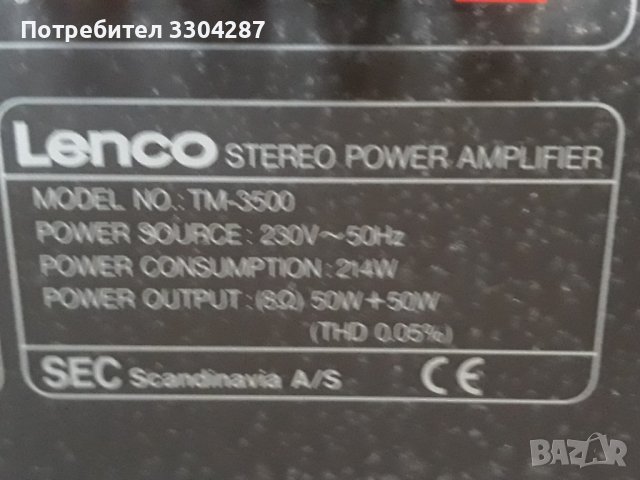 Потребител 3304287
Lenco STEREO POWER AMPLIFIER
MODEL NO.: TM-3500
POWER SOURCE : 230V～50Hz
POWER CONSUMPTION : 214W
POWER OUTPUT : (8Ω) 50W + 50W
(THD 0.05%)
SEC Scandinavia A/S CE
BAZAR